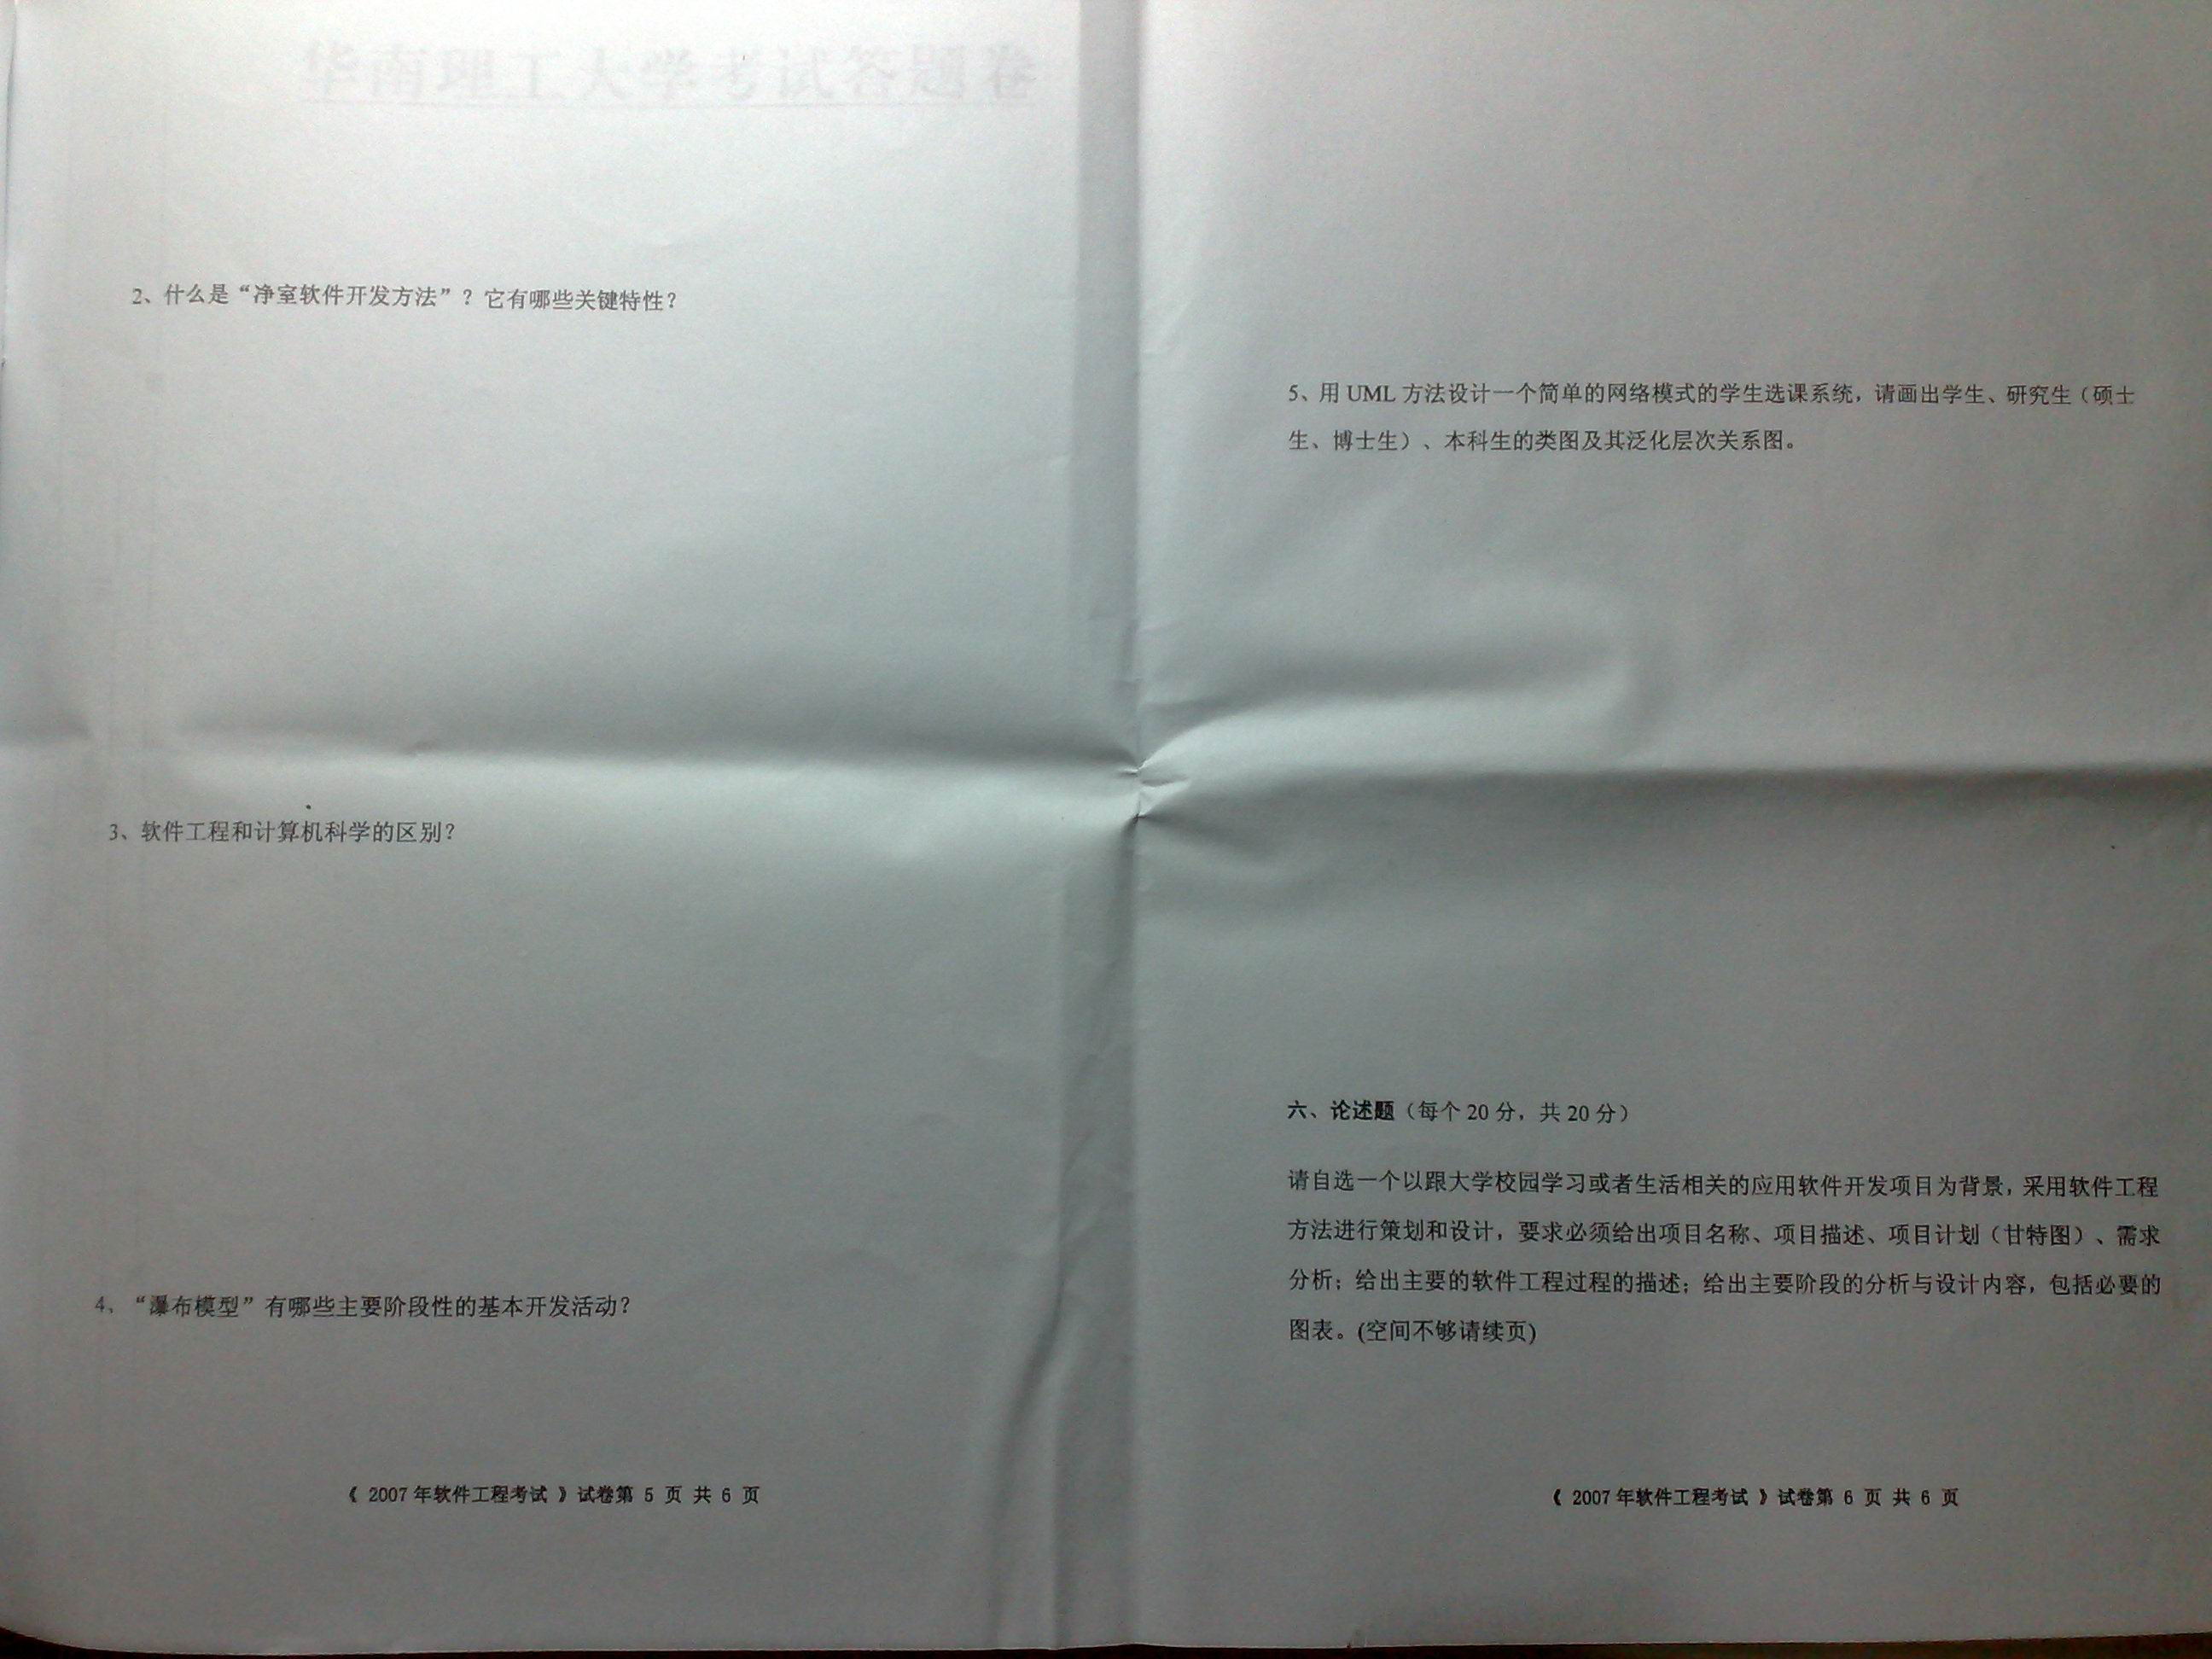 华南理工大学考试答题卷
2、什么是“净室软件开发方法”？它有哪些关键特性？
3、软件工程和计算机科学的区别？
4、“瀑布模型”有哪些主要阶段性的基本开发活动？
《 2007 年软件工程考试 》试卷第 5 页 共 6 页
5、用 UML 方法设计一个简单的网络模式的学生选课系统，请画出学生、研究生（硕士
生、博士生）、本科生的类图及其泛化层次关系图。
六、论述题（每个 20 分，共 20 分）
请自选一个以跟大学校园学习或者生活相关的应用软件开发项目为背景，采用软件工程
方法进行策划和设计，要求必须给出项目名称、项目描述、项目计划（甘特图）、需求
分析；给出主要的软件工程过程的描述；给出主要阶段的分析与设计内容，包括必要的
图表。(空间不够请续页)
《 2007 年软件工程考试 》试卷第 6 页 共 6 页